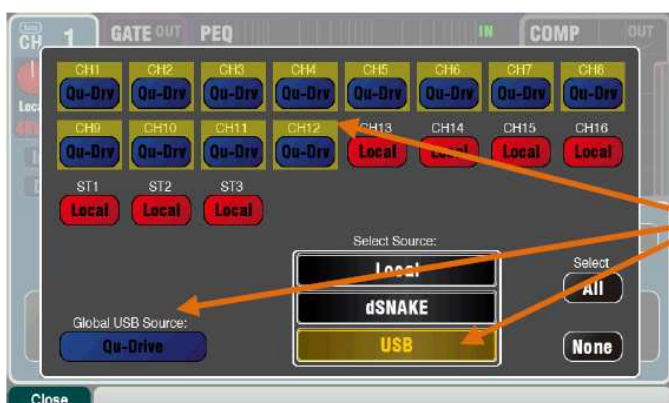 CH 1 GATE OUT PEQ IN COMP OUT
CH1 CH2 CH3 CH4 CH5 CH6 CH7 CH8
Qu-Drv Qu-Drv Qu-Drv Qu-Drv Qu-Drv Qu-Drv Qu-Drv Qu-Drv
CH9 CH10 CH11 CH12 CH13 CH14 CH15 CH16
Qu-Drv Qu-Drv Qu-Drv Qu-Drv Local Local Local Local
ST1 ST2 ST3
Local Local Local
Select Source:
Local
dSNAKE
USB
Select
All
None
Global USB Source:
Qu-Drive
Close